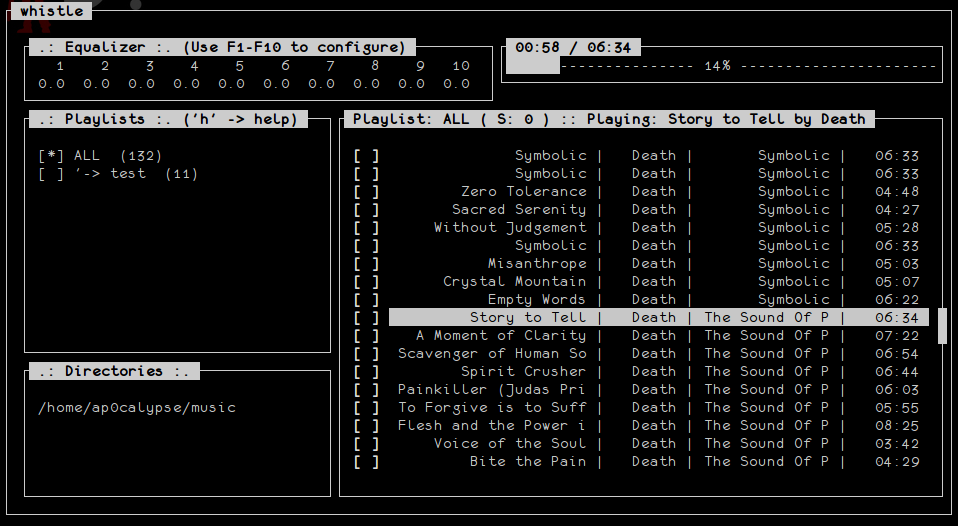 whistle
.: Equalizer :. (Use F1-F10 to configure)
1 2 3 4 5 6 7 8 9 10
0.0 0.0 0.0 0.0 0.0 0.0 0.0 0.0 0.0 0.0
00:58 / 06:34
--------------- 14% ----------------------
.: Playlists :. ('h' -> help)
[*] ALL (132)
[ ] '-> test (11)
.: Directories :.
/home/ap0calypse/music
Playlist: ALL ( S: 0 ) :: Playing: Story to Tell by Death
[ ] Symbolic | Death | Symbolic | 06:33
[ ] Symbolic | Death | Symbolic | 06:33
[ ] Zero Tolerance | Death | Symbolic | 04:48
[ ] Sacred Serenity | Death | Symbolic | 04:27
[ ] Without Judgement | Death | Symbolic | 05:28
[ ] Symbolic | Death | Symbolic | 06:33
[ ] Misanthrope | Death | Symbolic | 05:03
[ ] Crystal Mountain | Death | Symbolic | 05:07
[ ] Empty Words | Death | Symbolic | 06:22
[ ] Story to Tell | Death | The Sound Of P | 06:34
[ ] A Moment of Clarity | Death | The Sound Of P | 07:22
[ ] Scavenger of Human So | Death | The Sound Of P | 06:54
[ ] Spirit Crusher | Death | The Sound Of P | 06:44
[ ] Painkiller (Judas Pri | Death | The Sound Of P | 06:03
[ ] To Forgive is to Suff | Death | The Sound Of P | 05:55
[ ] Flesh and the Power i | Death | The Sound Of P | 08:25
[ ] Voice of the Soul | Death | The Sound Of P | 03:42
[ ] Bite the Pain | Death | The Sound Of P | 04:29